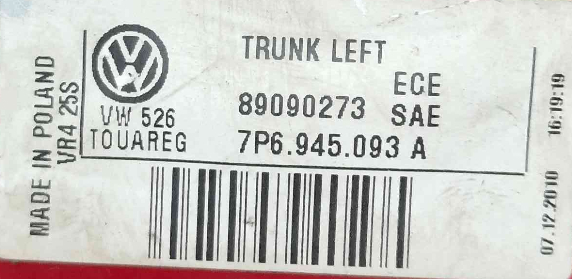 MADE IN POLAND
VR4 25S
VW 526
TOUAREG
TRUNK LEFT
ECE
89090273 SAE
7P6.945.093 A
07.12.2010 16:19:19